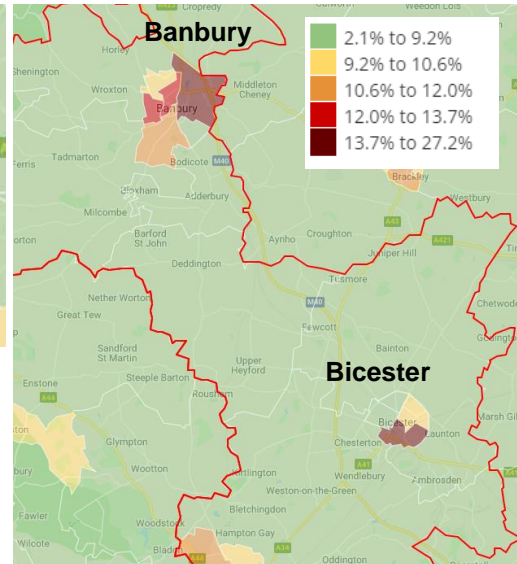 Cropredy
Weedon Lois
Banbury
Horley
Shenington
Wroxton
Banbury
Middleton
Cheney
2.1% to 9.2%
9.2% to 10.6%
10.6% to 12.0%
12.0% to 13.7%
13.7% to 27.2%
Ferris
Tadmarton
Bodicote
M40
Brackley
Bloxham
Adderbury
Westbury
Milcombe
A43
Barford
St John
Aynho
Croughton
A421
Juniper Hill
Deddington
Tusmore
Nether Worton
M40
Chetwode
Great Tew
Fewcott
Sandford
St Martin
Upper
Heyford
Bainton
Bicester
Enstone
Steeple Barton
Rousham
A44
Bicester
Launton
Marsh Gi
Glympton
Chesterton
Kirtlington
A41
Wendlebury
Ambrosden
Wootton
Weston-on-the-Green
Fawler
Woodstock
Bletchingdon
Wilcote
Hampton Gay
Blado
A44
A34
Oddington